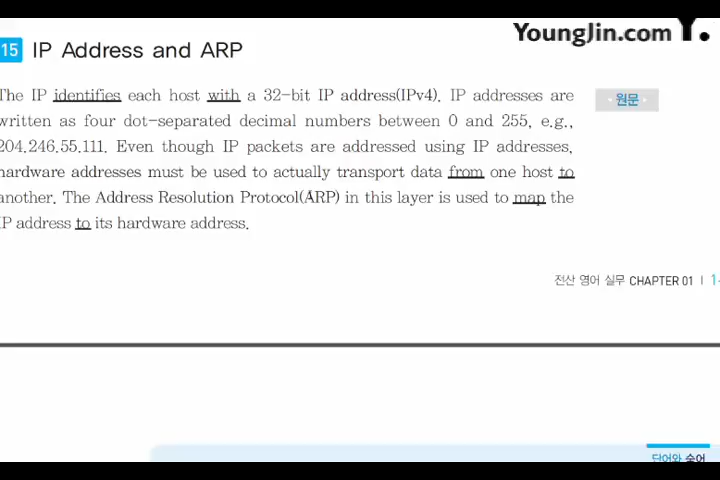 YoungJin.com Y.
15 IP Address and ARP
The IP identifies each host with a 32-bit IP address(IPv4). IP addresses are
원문
written as four dot-separated decimal numbers between 0 and 255, e.g.,
204.246.55.111. Even though IP packets are addressed using IP addresses,
hardware addresses must be used to actually transport data from one host to
another. The Address Resolution Protocol(ARP) in this layer is used to map the
IP address to its hardware address.
전산 영어 실무 CHAPTER 01 | 1-
단어와 숙어